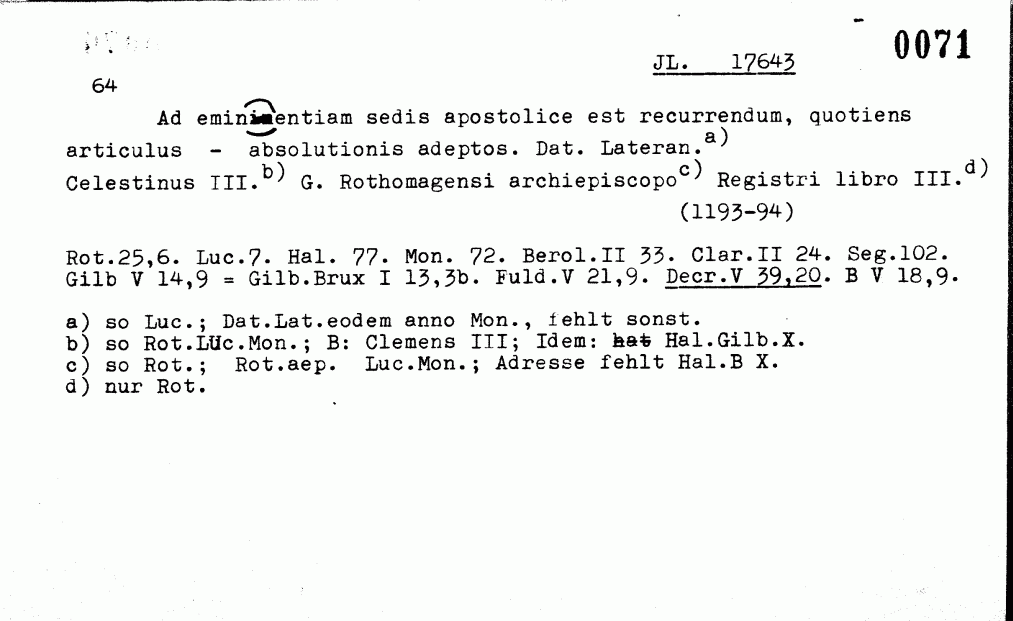 0071
JL. 17643
64
Ad eminentiam sedis apostolice est recurrendum, quotiens
articulus - absolutionis adeptos. Dat. Lateran.a)
Celestinus III.b) G. Rothomagensi archiepiscopoc) Registri libro III.d)
(1193-94)
Rot.25,6. Luc.7. Hal. 77. Mon. 72. Berol.II 33. Clar.II 24. Seg.102.
Gilb V 14,9 = Gilb.Brux I 13,3b. Fuld.V 21,9. Decr.V 39,20. B V 18,9.
a) so Luc.; Dat.Lat.eodem anno Mon., fehlt sonst.
b) so Rot.Luc.Mon.; B: Clemens III; Idem: hat Hal.Gilb.X.
c) so Rot.; Rot.aep. Luc.Mon.; Adresse fehlt Hal.B X.
d) nur Rot.